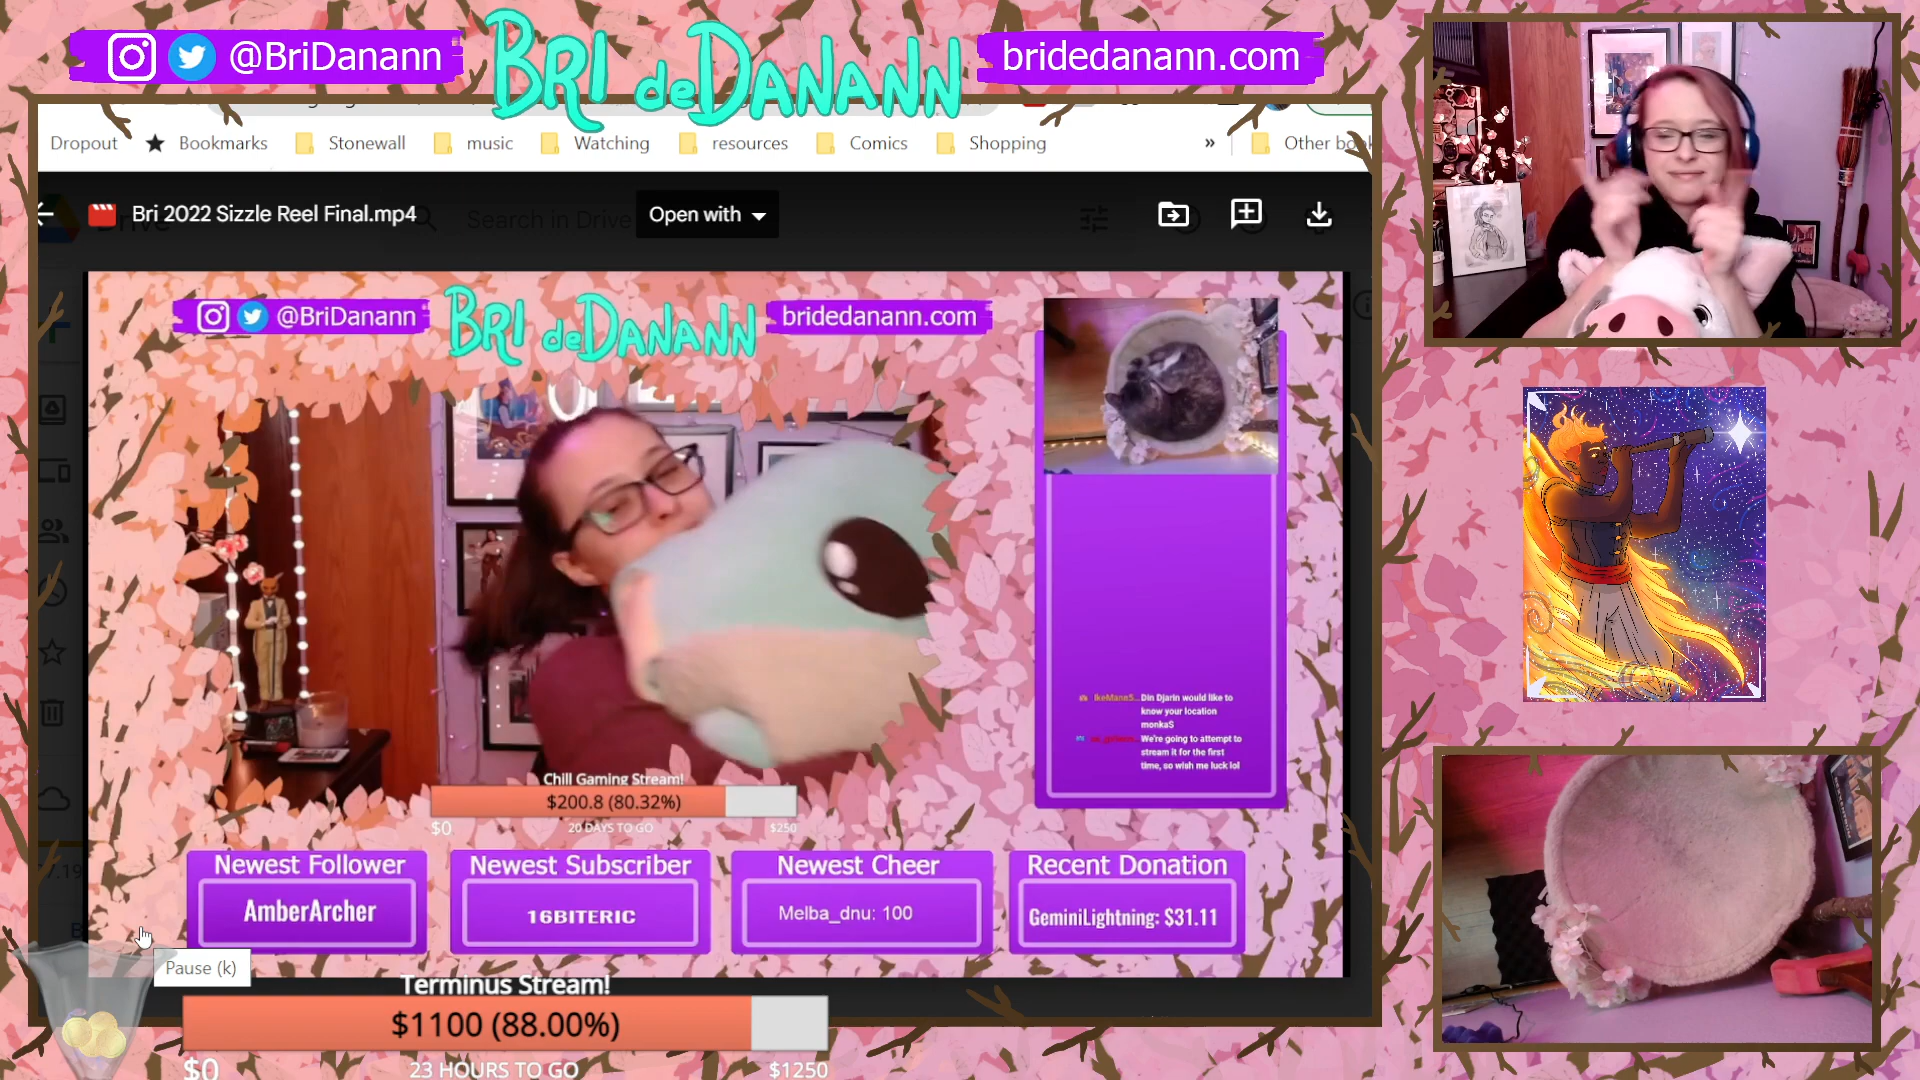 @BriDanann
BRI deDANANN
bridedanann.com
Dropout
Bookmarks
Stonewall
music
Watching
resources
Comics
Shopping
»
Bri 2022 Sizzle Reel Final.mp4
Search in Drive
Open with
@BriDanann
BRI deDANANN
bridedanann.com
Din Djarin would like to
know your location
monkaS
We're going to attempt to
stream it for the first
time, so wish me luck lol
Chill Gaming Stream!
$200.8 (80.32%)
$0
20 DAYS TO GO
$250
Newest Follower
AmberArcher
Newest Subscriber
16BITERIC
Newest Cheer
Melba_dnu: 100
Recent Donation
GeminiLightning: $31.11
Pause (k)
Terminus Stream!
$1100 (88.00%)
$0
23 HOURS TO GO
$1250